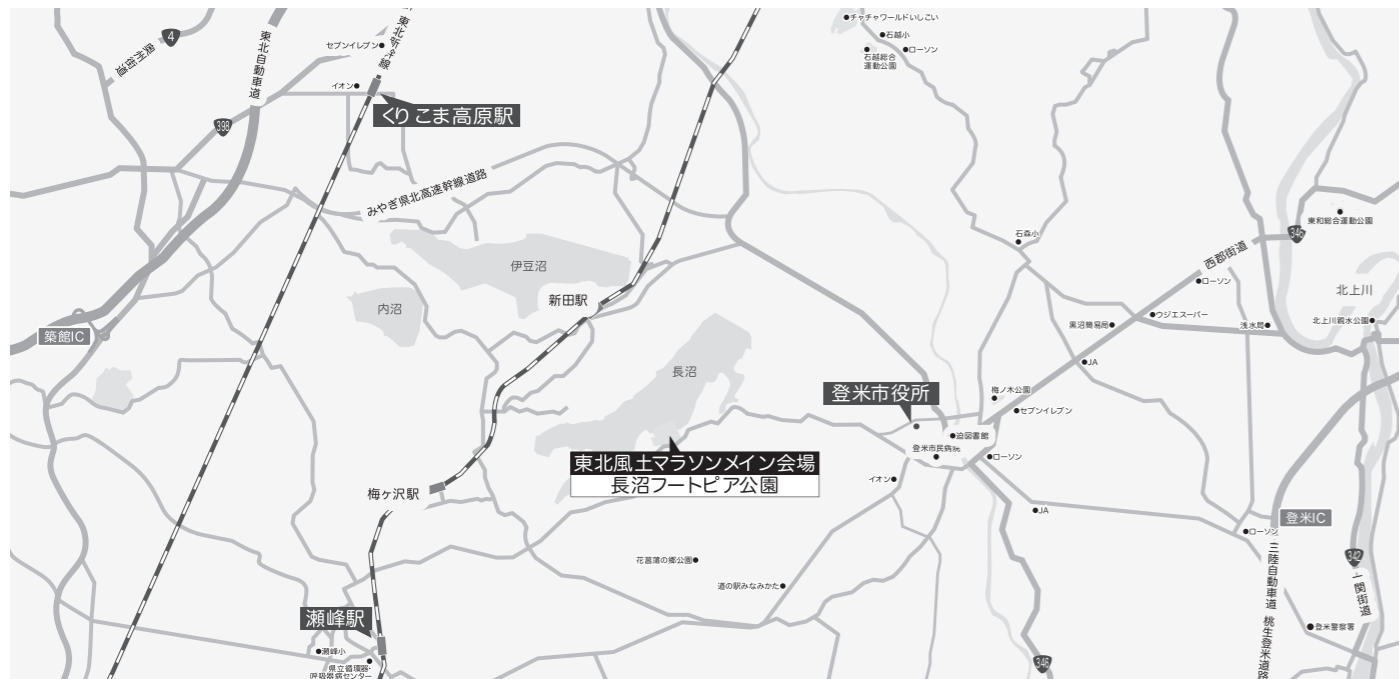 4
奥州街道
東北自動車道
セブンイレブン
東北新幹線
イオン
くりこま高原駅
398
みやぎ県北高速幹線道路
チャチャワールドいしこい
石越小
ローソン
石越総合
運動公園
東和総合運動公園
346
石森小
西郡街道
ローソン
北上川
伊豆沼
新田駅
内沼
築館IC
黒沼簡易局
ウジエスーパー
浅水局
北上川親水公園
長沼
JA
登米市役所
梅ノ木公園
セブンイレブン
迫図書館
登米市民病院
ローソン
東北風土マラソンメイン会場
長沼フートピア公園
イオン
梅ヶ沢駅
JA
登米IC
ローソン
三陸自動車道 桃生登米道路
342
一関街道
花菖蒲の郷公園
道の駅みなみかた
瀬峰駅
瀬峰小
県立循環器・
呼吸器病センター
登米警察署
346